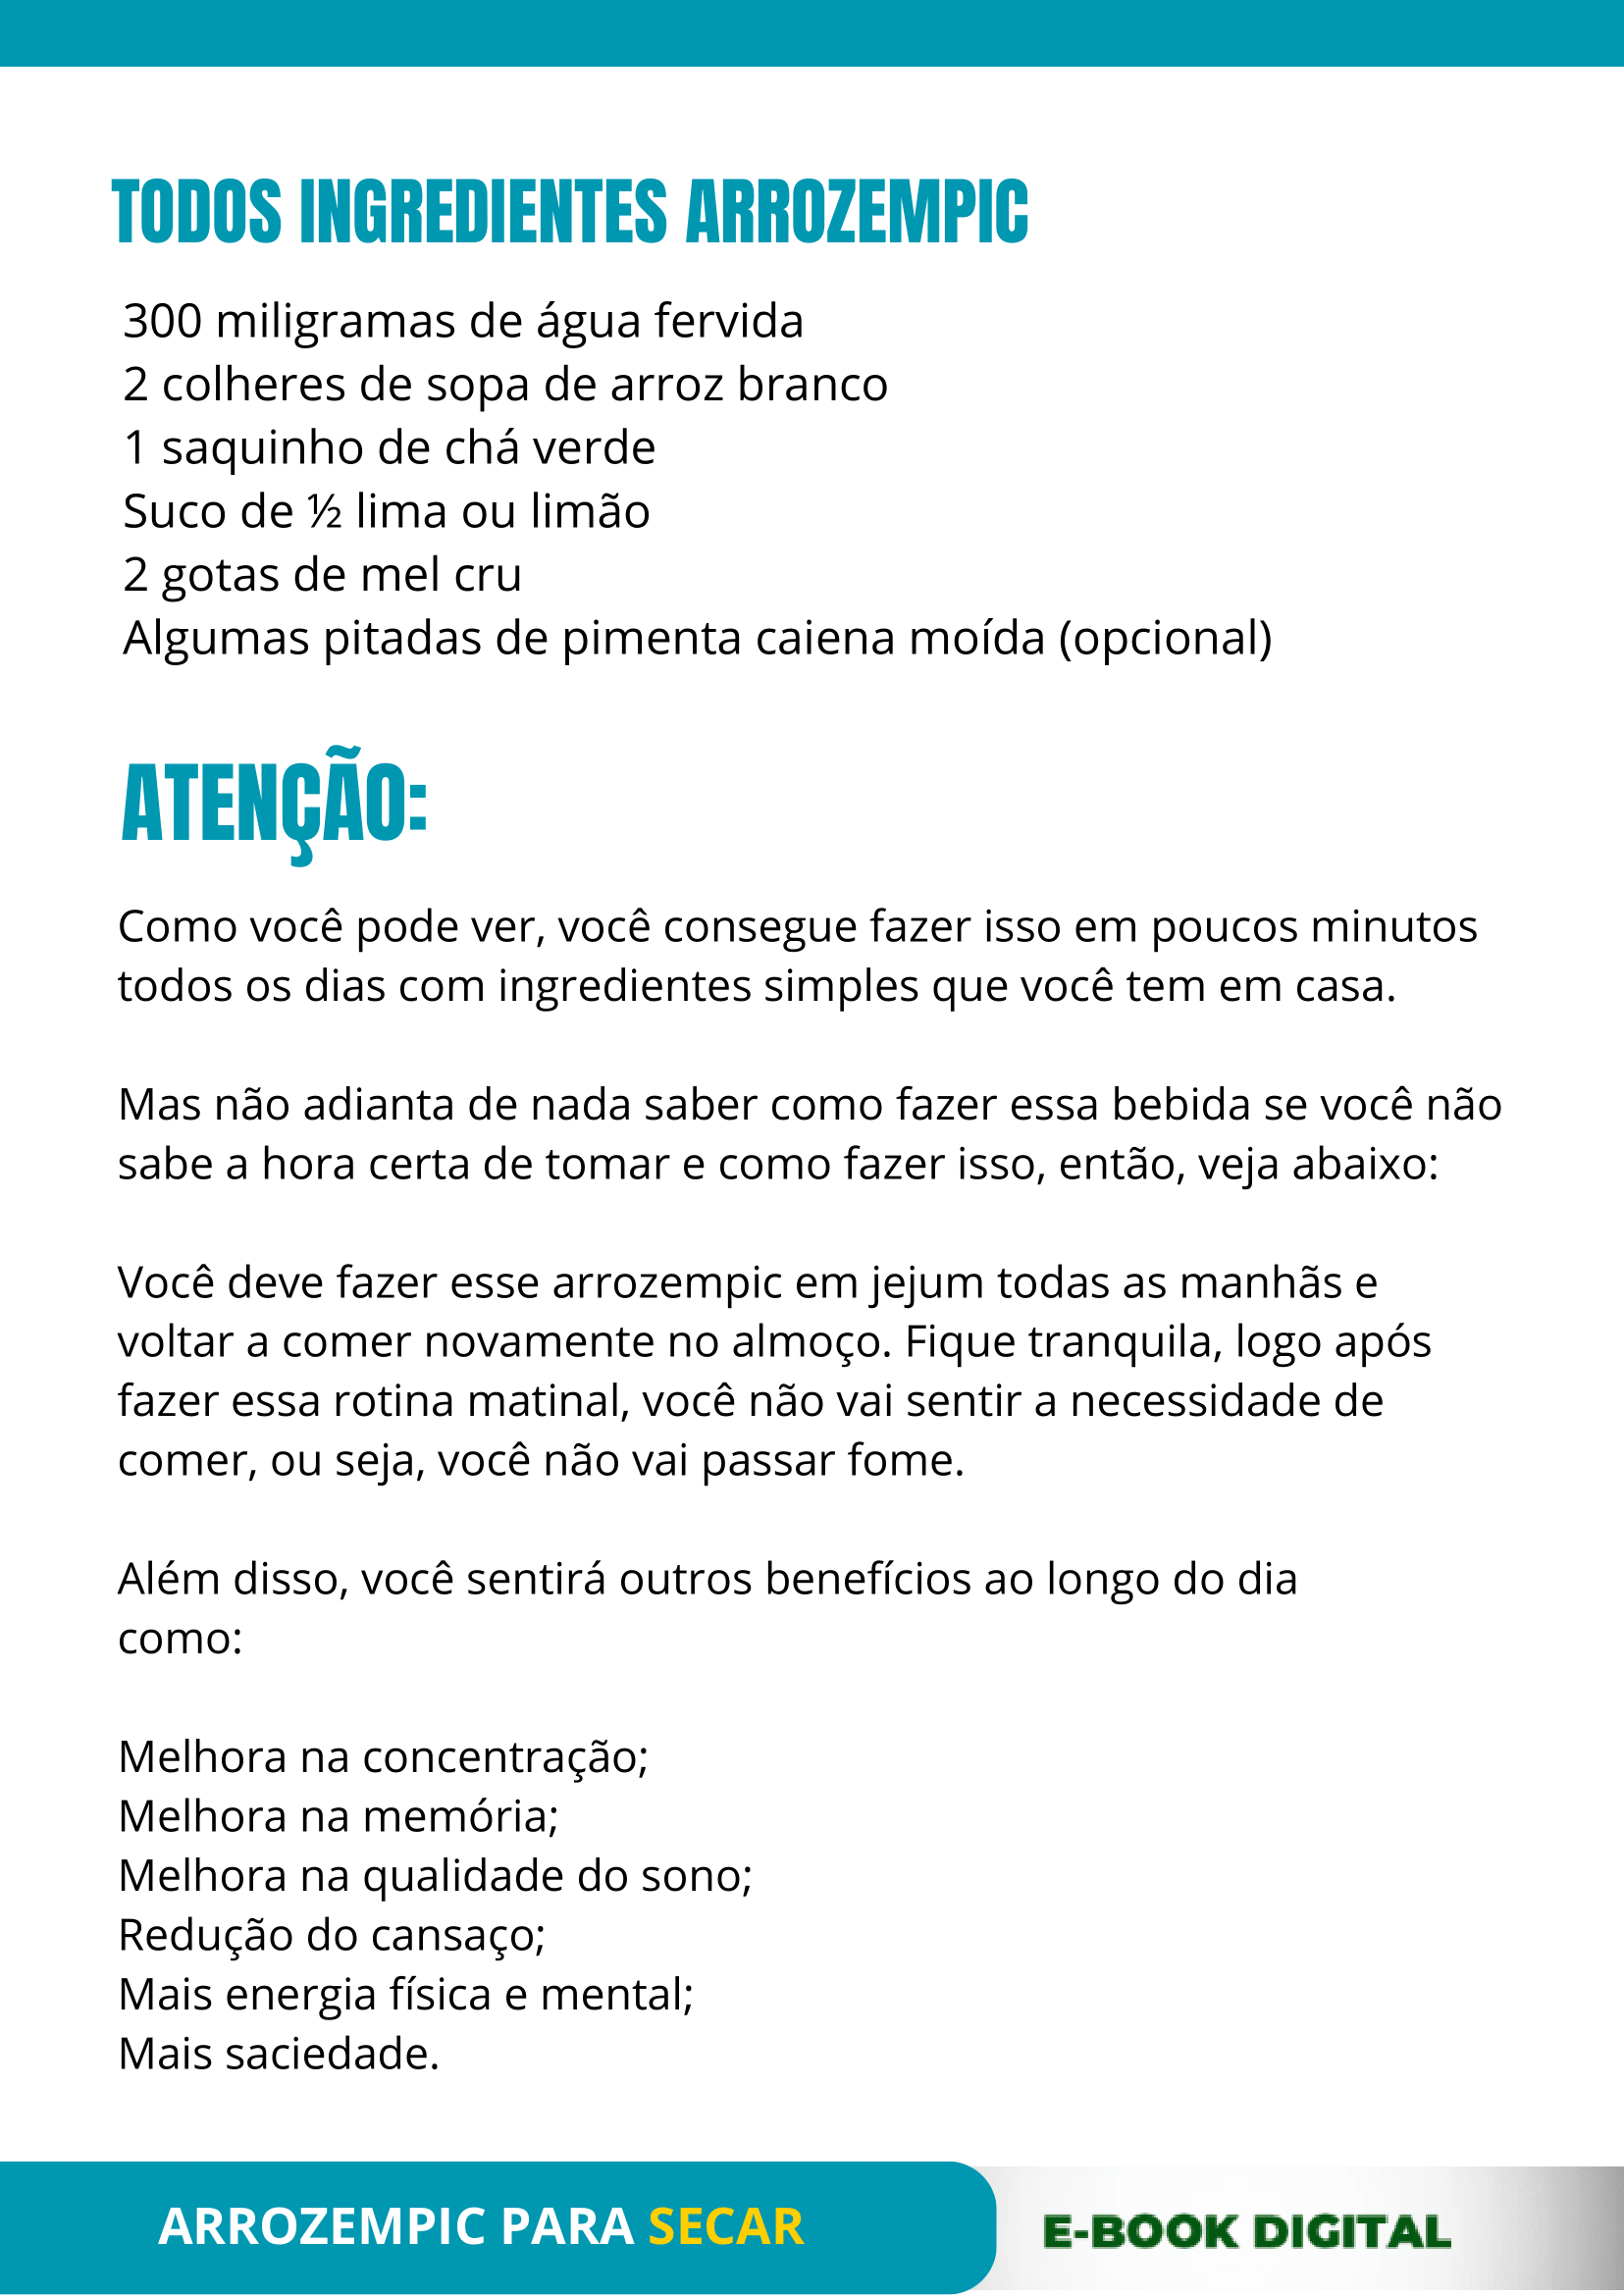 TODOS INGREDIENTES ARROZEMPIC
300 miligramas de água fervida
2 colheres de sopa de arroz branco
1 saquinho de chá verde
Suco de ½ lima ou limão
2 gotas de mel cru
Algumas pitadas de pimenta caiena moída (opcional)
ATENÇÃO:
Como você pode ver, você consegue fazer isso em poucos minutos
todos os dias com ingredientes simples que você tem em casa.
Mas não adianta de nada saber como fazer essa bebida se você não
sabe a hora certa de tomar e como fazer isso, então, veja abaixo:
Você deve fazer esse arrozempic em jejum todas as manhãs e
voltar a comer novamente no almoço. Fique tranquila, logo após
fazer essa rotina matinal, você não vai sentir a necessidade de
comer, ou seja, você não vai passar fome.
Além disso, você sentirá outros benefícios ao longo do dia
como:
Melhora na concentração;
Melhora na memória;
Melhora na qualidade do sono;
Redução do cansaço;
Mais energia física e mental;
Mais saciedade.
ARROZEMPIC PARA SECAR
E-BOOK DIGITAL